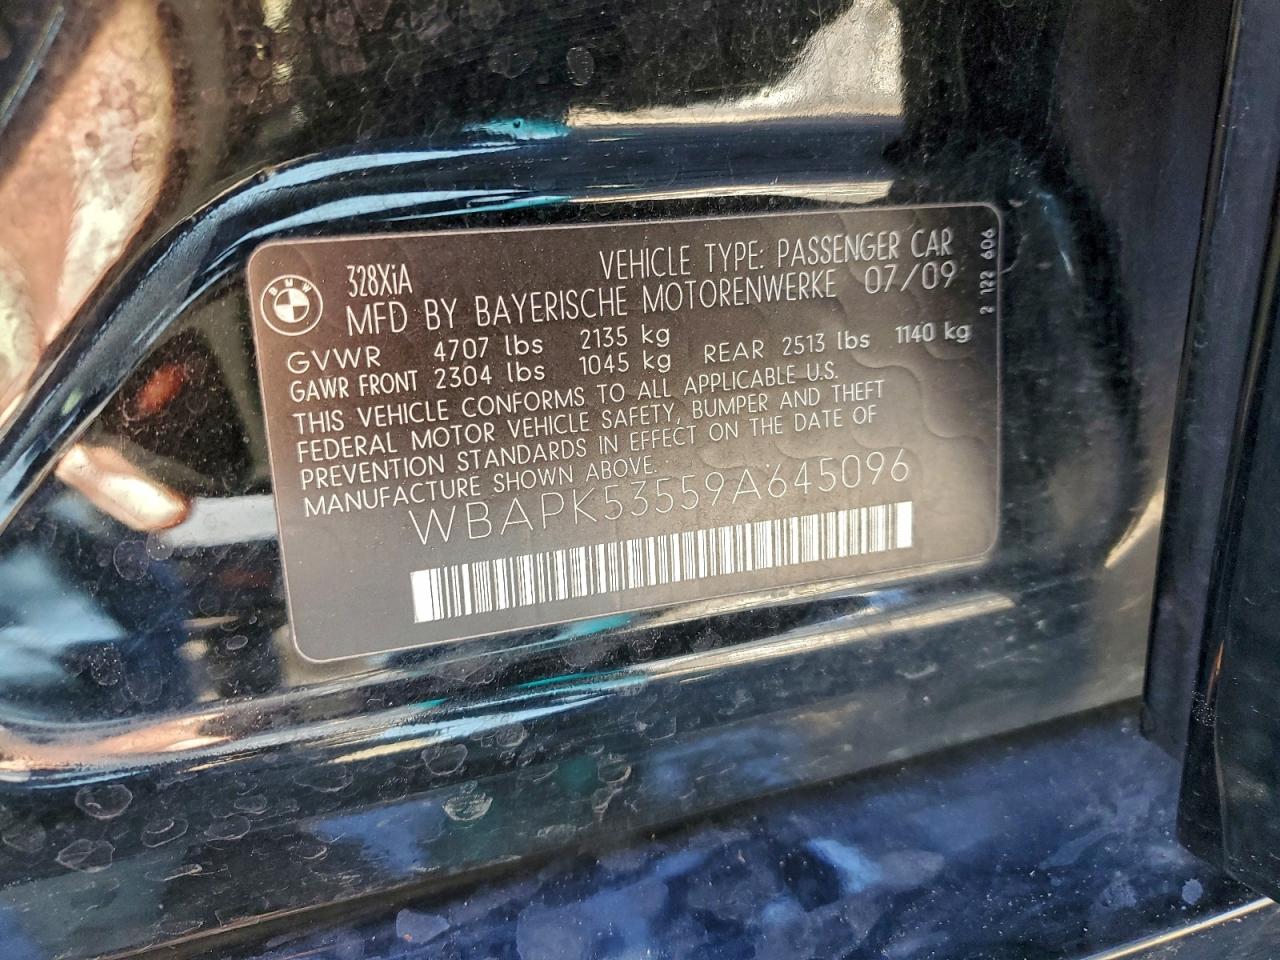 BMW
328XiA VEHICLE TYPE: PASSENGER CAR
MFD BY BAYERISCHE MOTORENWERKE 07/09
GVWR 4707 lbs 2135 kg
GAWR FRONT 2304 lbs 1045 kg REAR 2513 lbs 1140 kg
THIS VEHICLE CONFORMS TO ALL APPLICABLE U.S.
FEDERAL MOTOR VEHICLE SAFETY, BUMPER AND THEFT
PREVENTION STANDARDS IN EFFECT ON THE DATE OF
MANUFACTURE SHOWN ABOVE.
WBAPK53559A645096
2 122 606